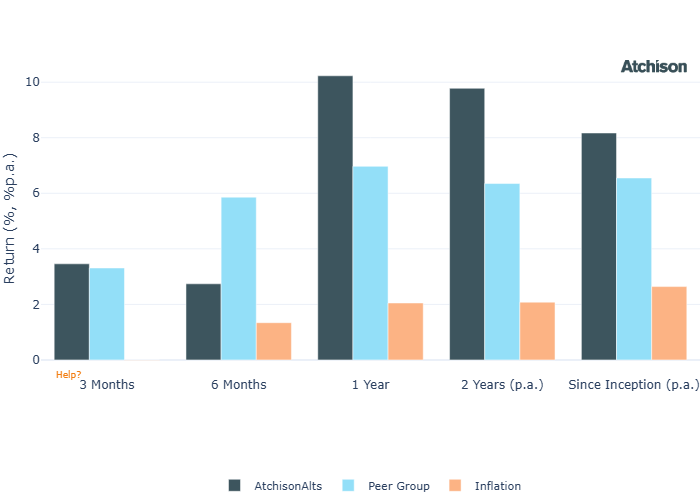 Atchison
Return (%, %p.a.)
10
8
6
4
2
0
Help?
3 Months
6 Months
1 Year
2 Years (p.a.)
Since Inception (p.a.)
AtchisonAlts
Peer Group
Inflation